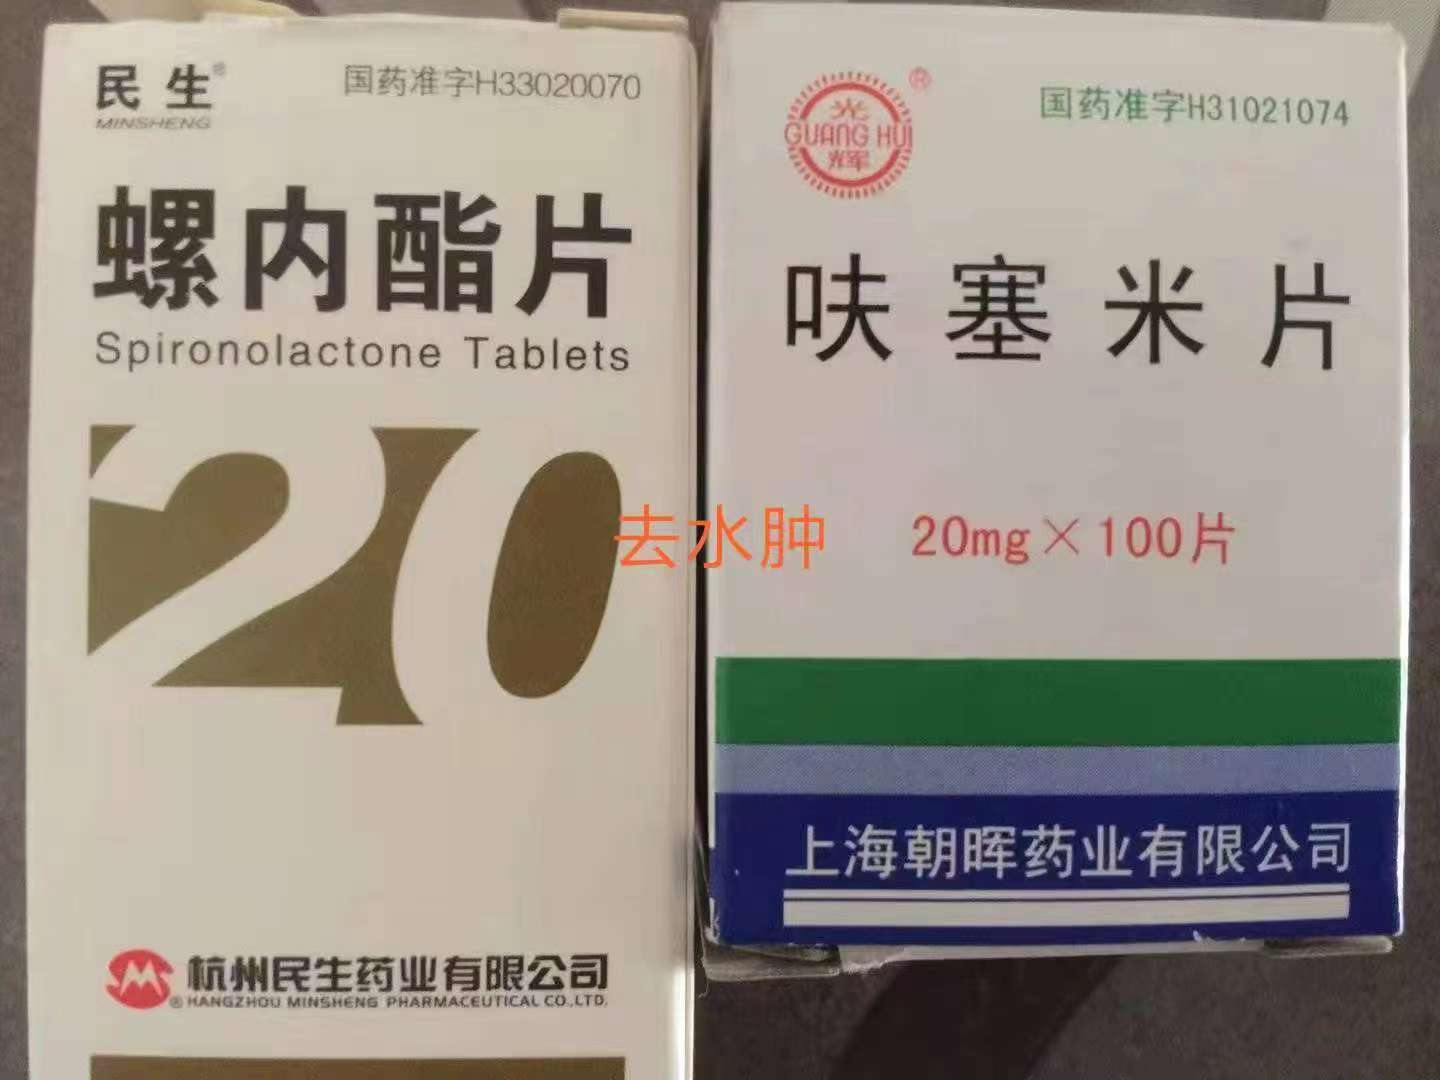 民生®
MINSHENG
国药准字H33020070
螺内酯片
Spironolactone Tablets
20
杭州民生药业有限公司
® HANGZHOU MINSHENG PHARMACEUTICAL CO.,LTD.
去水肿
光
GUANG HUI
辉
®
国药准字H31021074
呋塞米片
20mg×100片
上海朝晖药业有限公司